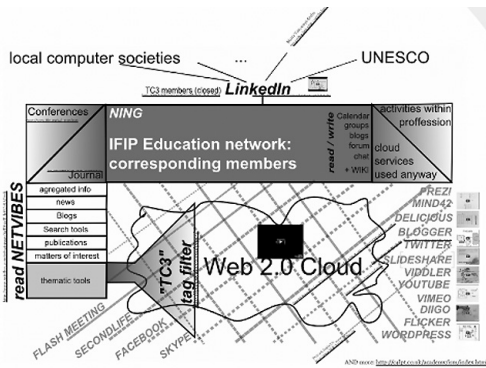 local computer societies
...
UNESCO
TC3 members (closed)
LinkedIn
Conferences
Journal
NING
IFIP Education network:
corresponding members
read / write
Calendar
groups
blogs
forum
chat
+ WIKI
activities within
proffession
cloud
services
used anyway
read NETVIBES
agregated info
news
Blogs
Search tools
publications
matters of interest
thematic tools
"TC3"
tag filter
Web 2.0 Cloud
PREZI
MIND42
DELICIOUS
BLOGGER
TWITTER
SLIDESHARE
VIDDLER
YOUTUBE
VIMEO
DIIGO
FLICKER
WORDPRESS
FLASH MEETING
SECONDLIFE
FACEBOOK
SKYPE
AND more: